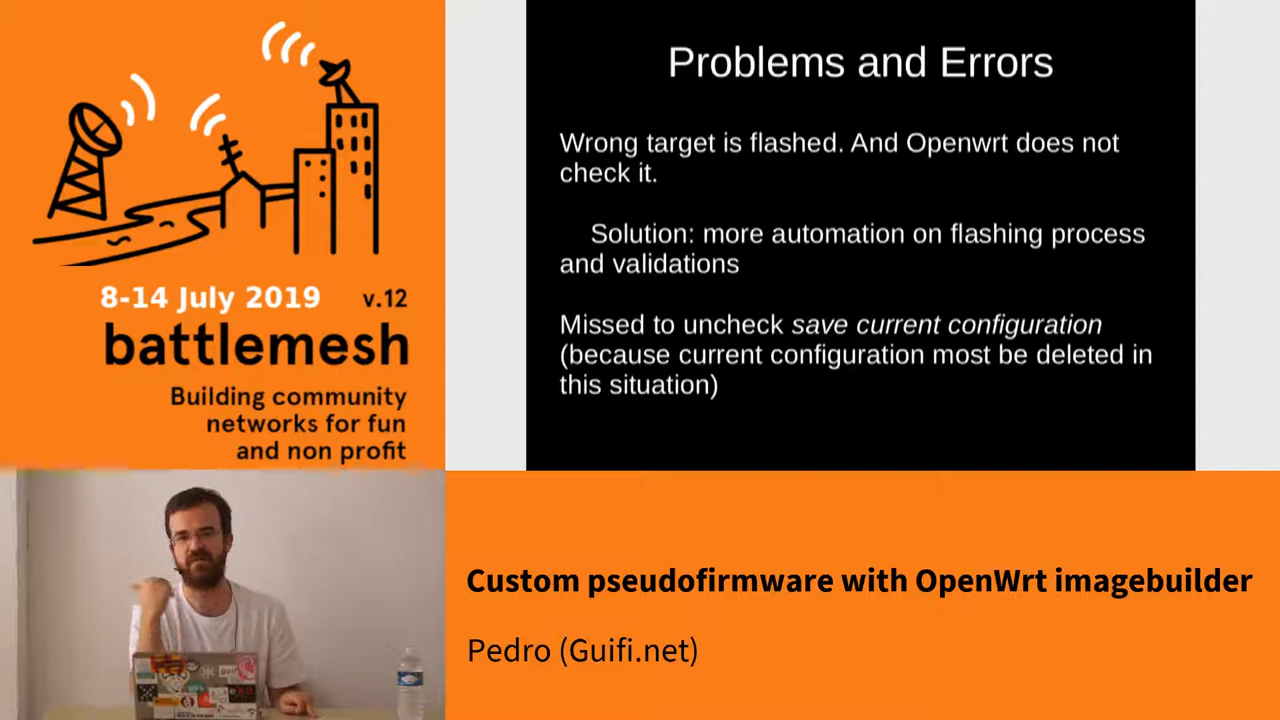 Problems and Errors
Wrong target is flashed. And Openwrt does not
check it.
Solution: more automation on flashing process
and validations
Missed to uncheck save current configuration
(because current configuration most be deleted in
this situation)
8-14 July 2019 v.12
battlemesh
Building community
networks for fun
and non profit
Custom pseudofirmware with OpenWrt imagebuilder
Pedro (Guifi.net)